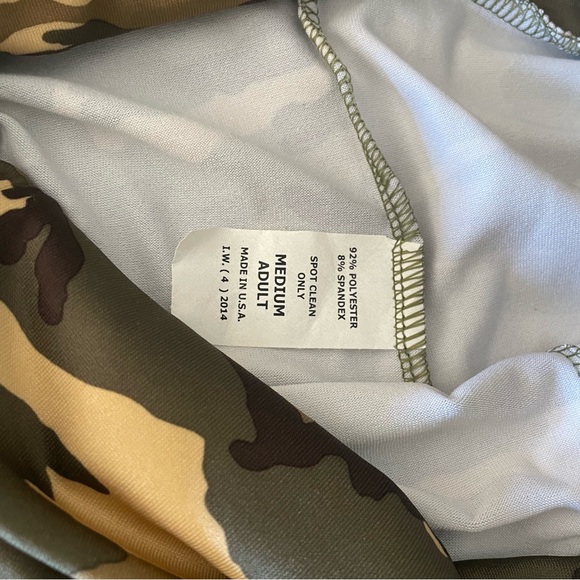 92% POLYESTER
8% SPANDEX
SPOT CLEAN
ONLY
MEDIUM
ADULT
MADE IN U.S.A.
I.W. ( 4 ) 2014